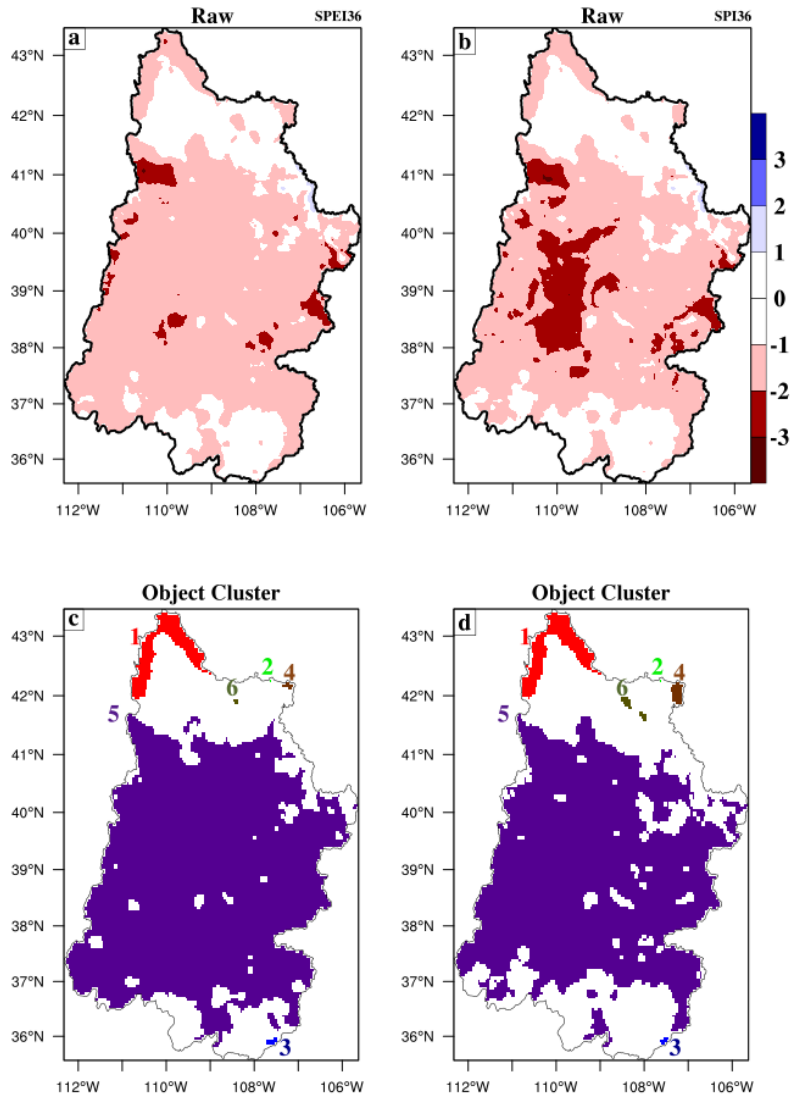 Raw SPEI36 Raw SPI36
a b
43°N 43°N
42°N 42°N
41°N 41°N
40°N 40°N
39°N 39°N
38°N 38°N
37°N 37°N
36°N 36°N
3
2
1
0
-1
-2
-3
112°W 110°W 108°W 106°W 112°W 110°W 108°W 106°W
Object Cluster Object Cluster
c d
43°N 1 43°N 1
42°N 6 2 4 42°N 6 2 4
5 5
41°N 41°N
40°N 40°N
39°N 39°N
38°N 38°N
37°N 37°N
36°N 3 36°N 3
112°W 110°W 108°W 106°W 112°W 110°W 108°W 106°W